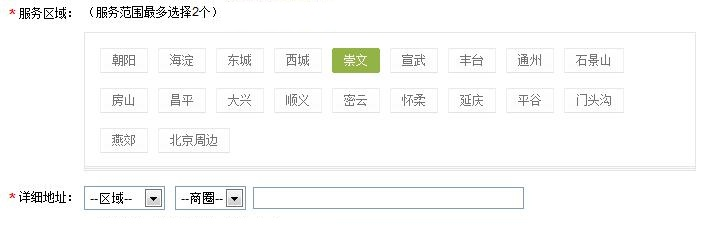 * 服务区域：（服务范围最多选择2个）
朝阳 海淀 东城 西城 崇文 宣武 丰台 通州 石景山
房山 昌平 大兴 顺义 密云 怀柔 延庆 平谷 门头沟
燕郊 北京周边
* 详细地址： --区域-- --商圈--